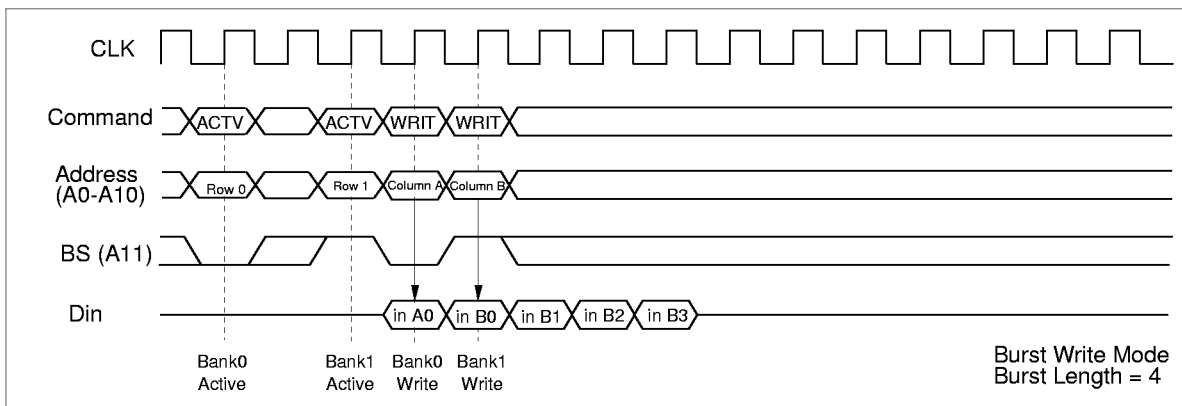 CLK
Command
ACTV
ACTV
WRIT
WRIT
Address
(A0-A10)
Row 0
Row 1
Column A
Column B
BS (A11)
Din
in A0
in B0
in B1
in B2
in B3
Bank0
Active
Bank1
Active
Bank0
Write
Bank1
Write
Burst Write Mode
Burst Length = 4